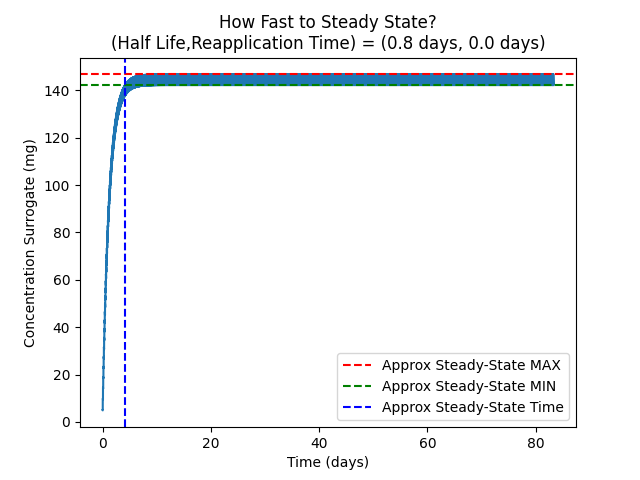 How Fast to Steady State?
(Half Life,Reapplication Time) = (0.8 days, 0.0 days)
Concentration Surrogate (mg)
140
120
100
80
60
40
20
0
Approx Steady-State MAX
Approx Steady-State MIN
Approx Steady-State Time
0 20 40 60 80
Time (days)